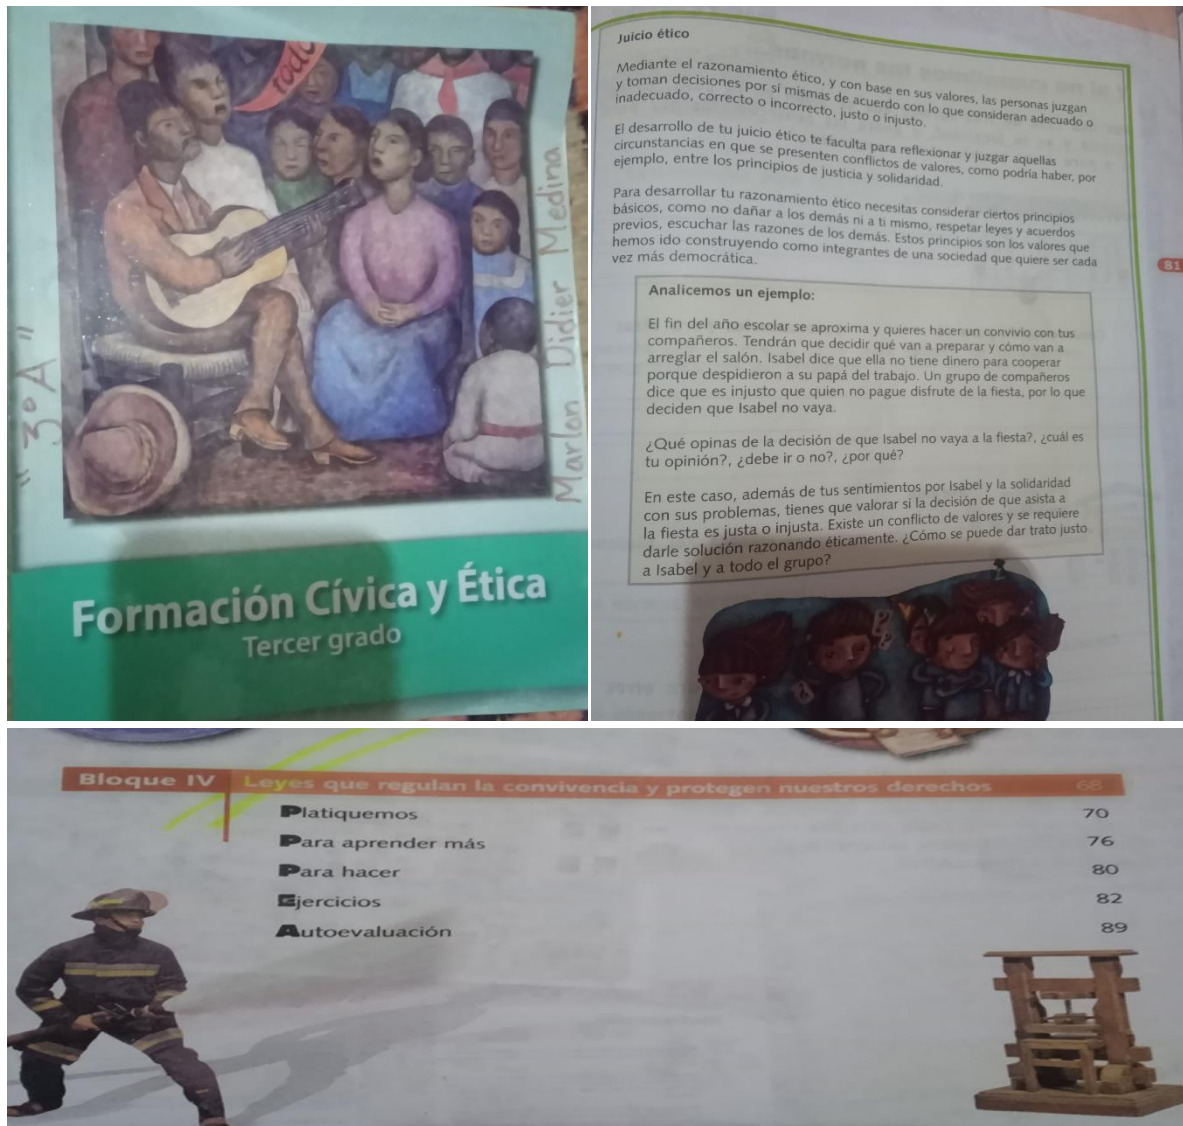 rodo
"3° A"
Marlon Didier Medina
Formación Cívica y Ética
Tercer grado
Juicio ético
Mediante el razonamiento ético, y con base en sus valores, las personas juzgan
y toman decisiones por sí mismas de acuerdo con lo que consideran adecuado o
inadecuado, correcto o incorrecto, justo o injusto.
El desarrollo de tu juicio ético te faculta para reflexionar y juzgar aquellas
circunstancias en que se presenten conflictos de valores, como podría haber, por
ejemplo, entre los principios de justicia y solidaridad.
Para desarrollar tu razonamiento ético necesitas considerar ciertos principios
básicos, como no dañar a los demás ni a ti mismo, respetar leyes y acuerdos
previos, escuchar las razones de los demás. Estos principios son los valores que
hemos ido construyendo como integrantes de una sociedad que quiere ser cada
vez más democrática.
81
Analicemos un ejemplo:
El fin del año escolar se aproxima y quieres hacer un convivio con tus
compañeros. Tendrán que decidir qué van a preparar y cómo van a
arreglar el salón. Isabel dice que ella no tiene dinero para cooperar
porque despidieron a su papá del trabajo. Un grupo de compañeros
dice que es injusto que quien no pague disfrute de la fiesta, por lo que
deciden que Isabel no vaya.
¿Qué opinas de la decisión de que Isabel no vaya a la fiesta?, ¿cuál es
tu opinión?, ¿debe ir o no?, ¿por qué?
En este caso, además de tus sentimientos por Isabel y la solidaridad
con sus problemas, tienes que valorar si la decisión de que asista a
la fiesta es justa o injusta. Existe un conflicto de valores y se requiere
darle solución razonando éticamente. ¿Cómo se puede dar trato justo
a Isabel y a todo el grupo?
Bloque IV Leyes que regulan la convivencia y protegen nuestros derechos 68
Platiquemos 70
Para aprender más 76
Para hacer 80
Ejercicios 82
Autoevaluación 89